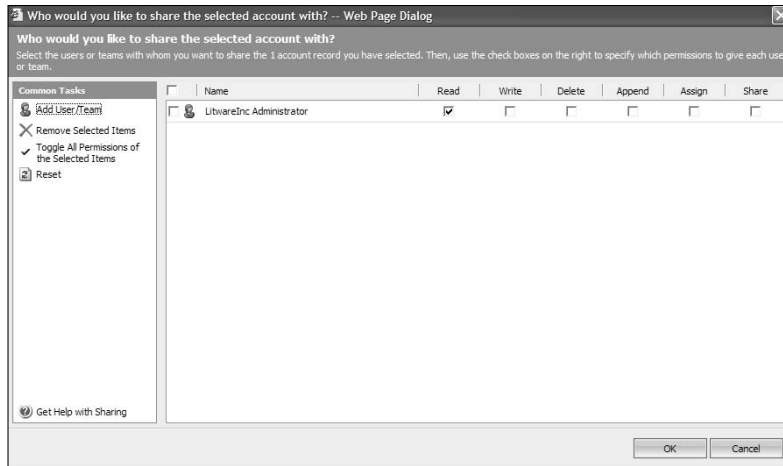 Who would you like to share the selected account with? -- Web Page Dialog
Who would you like to share the selected account with?
Select the users or teams with whom you want to share the 1 account record you have selected. Then, use the check boxes on the right to specify which permissions to give each use
or team.
Common Tasks
Add User/Team
Remove Selected Items
Toggle All Permissions of
the Selected Items
Reset
Get Help with Sharing
Name Read Write Delete Append Assign Share
LitwareInc Administrator
OK Cancel